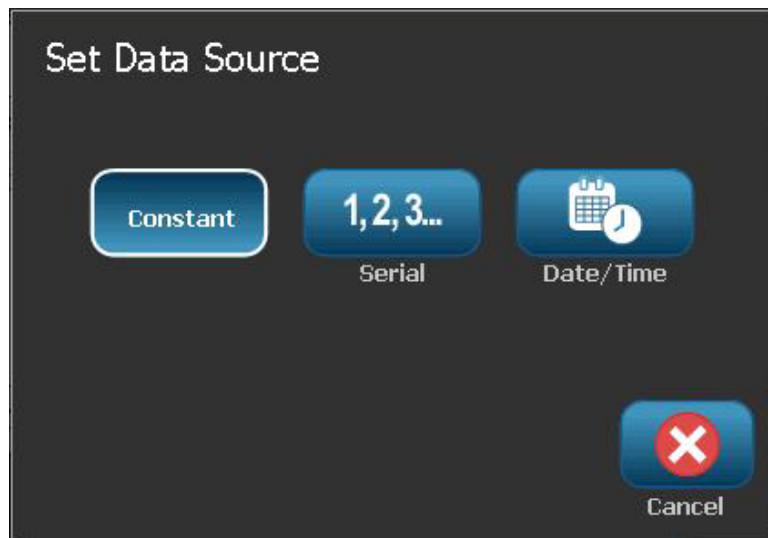 Set Data Source
Constant
1, 2, 3...
Serial
Date/Time
Cancel